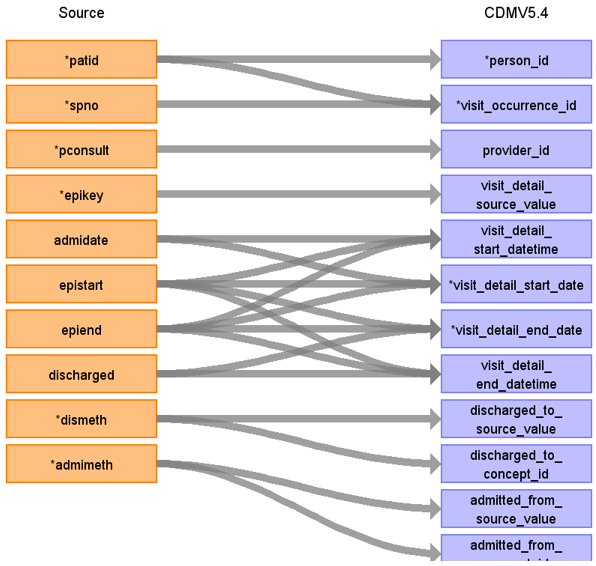 Source CDMV5.4
*patid *person_id
*spno *visit_occurrence_id
*pconsult provider_id
*epikey visit_detail_
source_value
admidate visit_detail_
start_datetime
epistart *visit_detail_start_date
epiend *visit_detail_end_date
discharged visit_detail_
end_datetime
*dismeth discharged_to_
source_value
*admimeth discharged_to_
concept_id
admitted_from_
source_value
admitted_from_